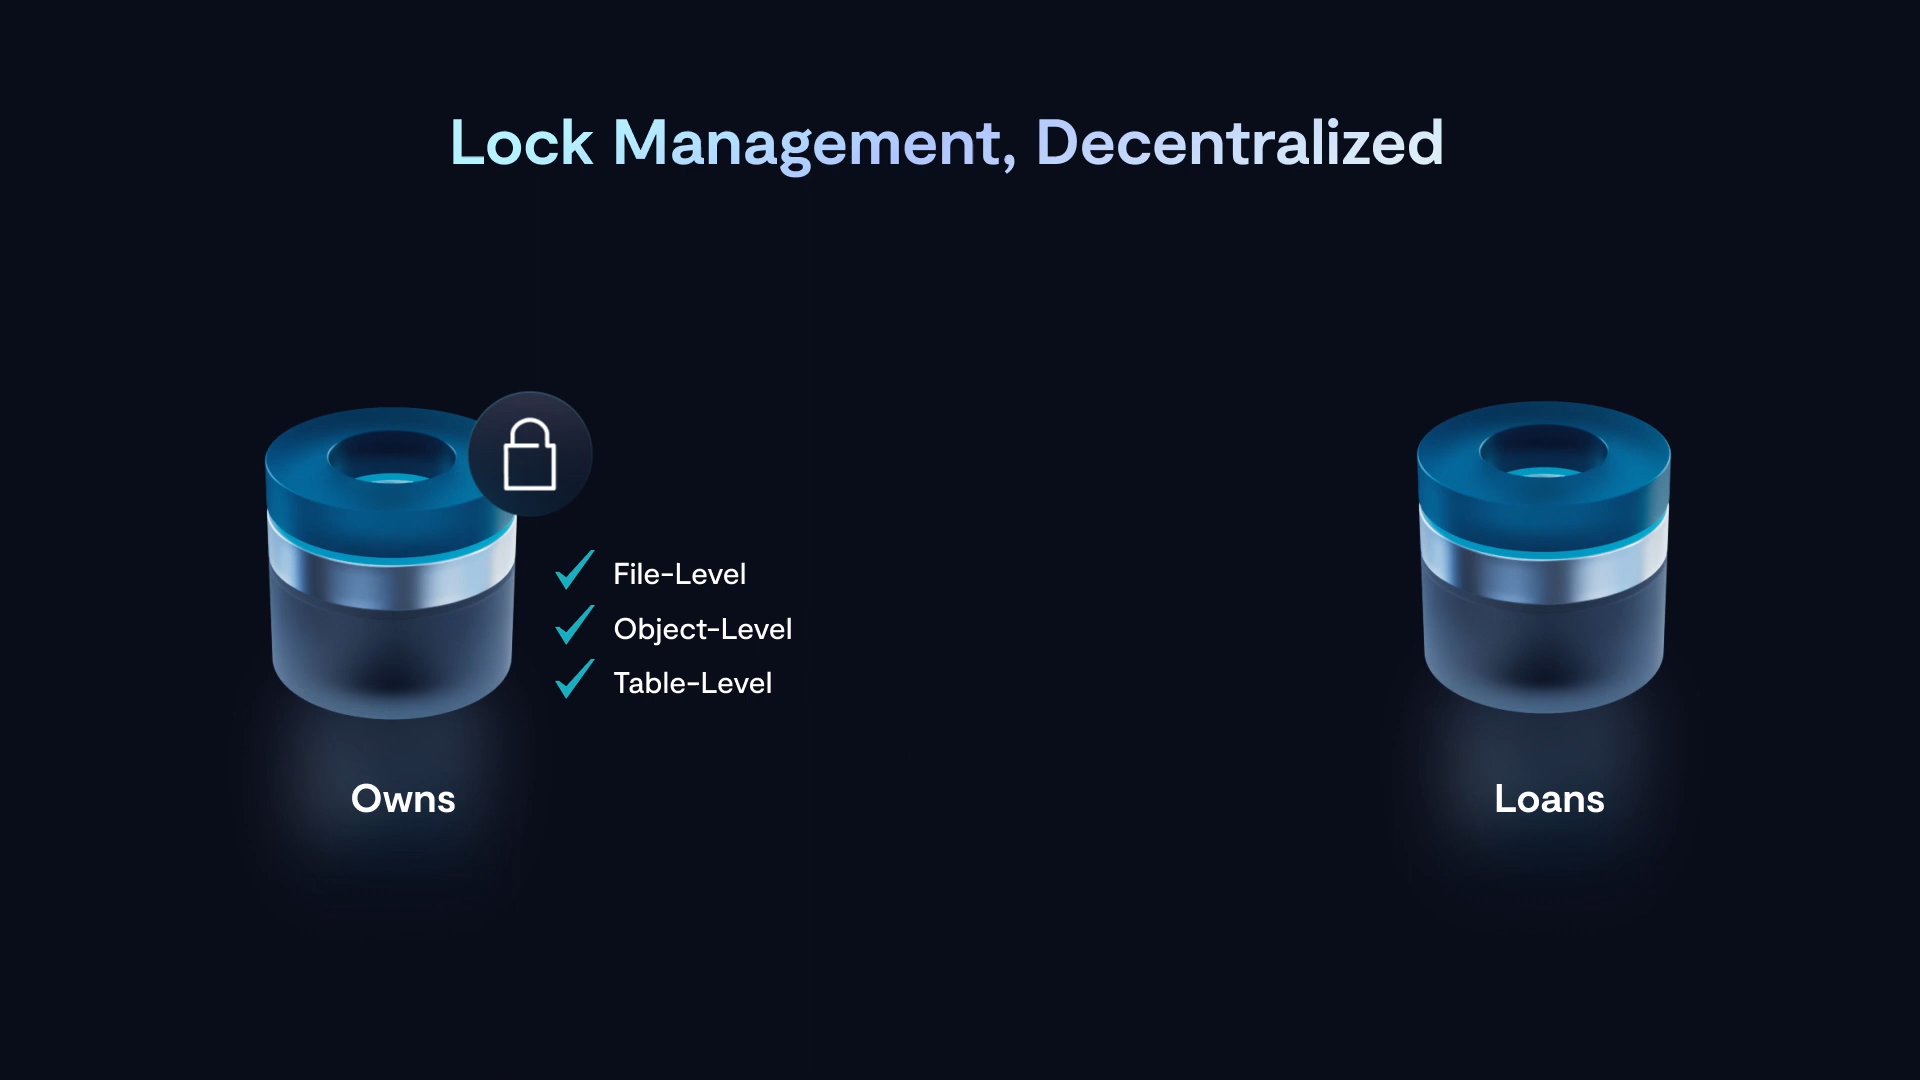 Lock Management, Decentralized
File-Level
Object-Level
Table-Level
Owns
Loans